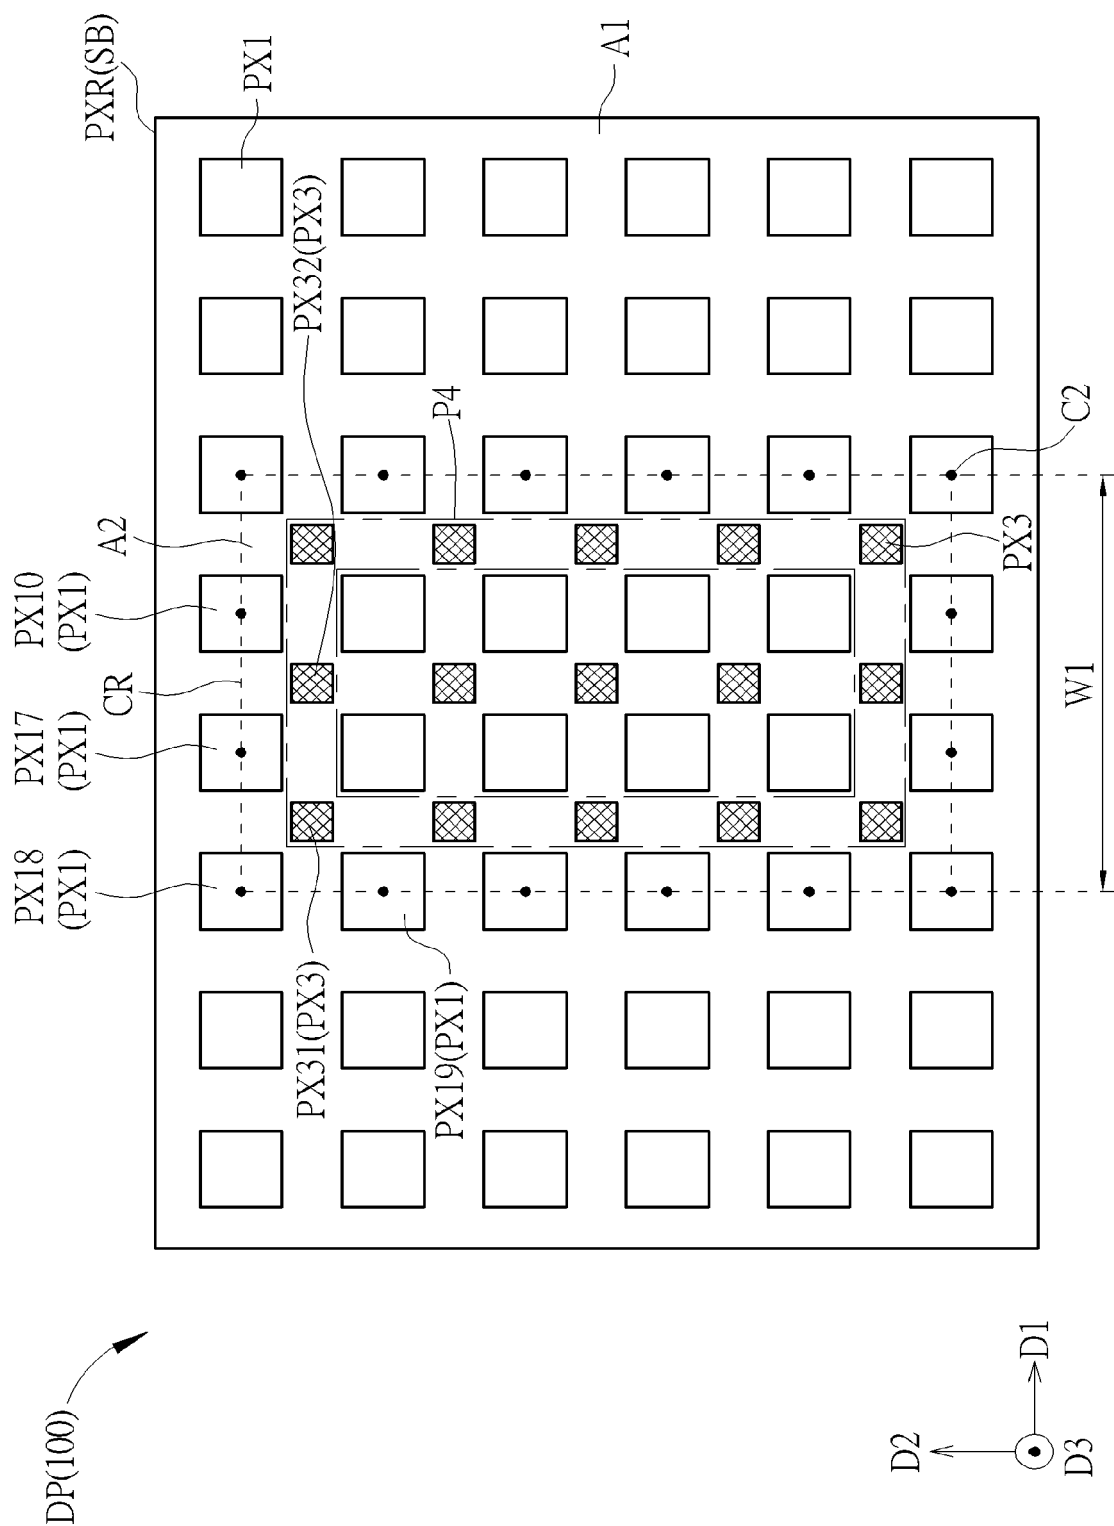 DP(100)
PXR(SB)
PX1
A1
PX32(PX3)
P4
A2
C2
PX10
(PX1)
CR
PX17
(PX1)
PX18
(PX1)
PX3
W1
PX31(PX3)
PX19(PX1)
D2
D1
D3